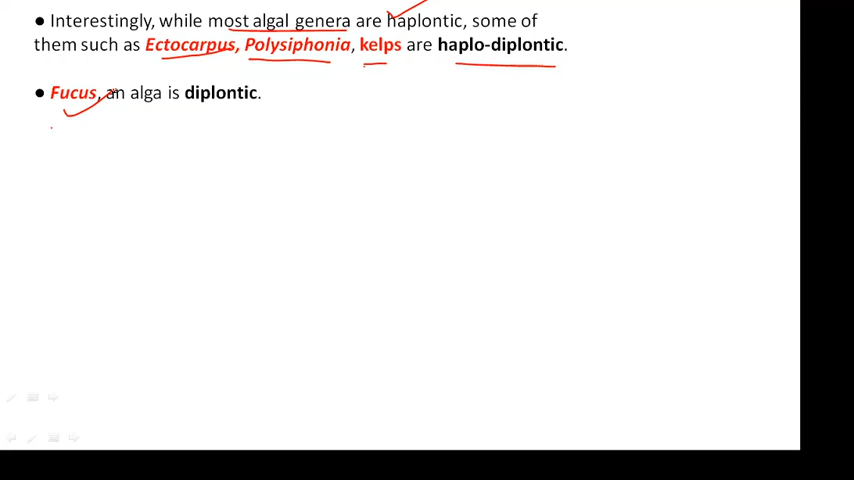 ● Interestingly, while most algal genera are haplontic, some of
them such as Ectocarpus, Polysiphonia, kelps are haplo-diplontic.
● Fucus, an alga is diplontic.